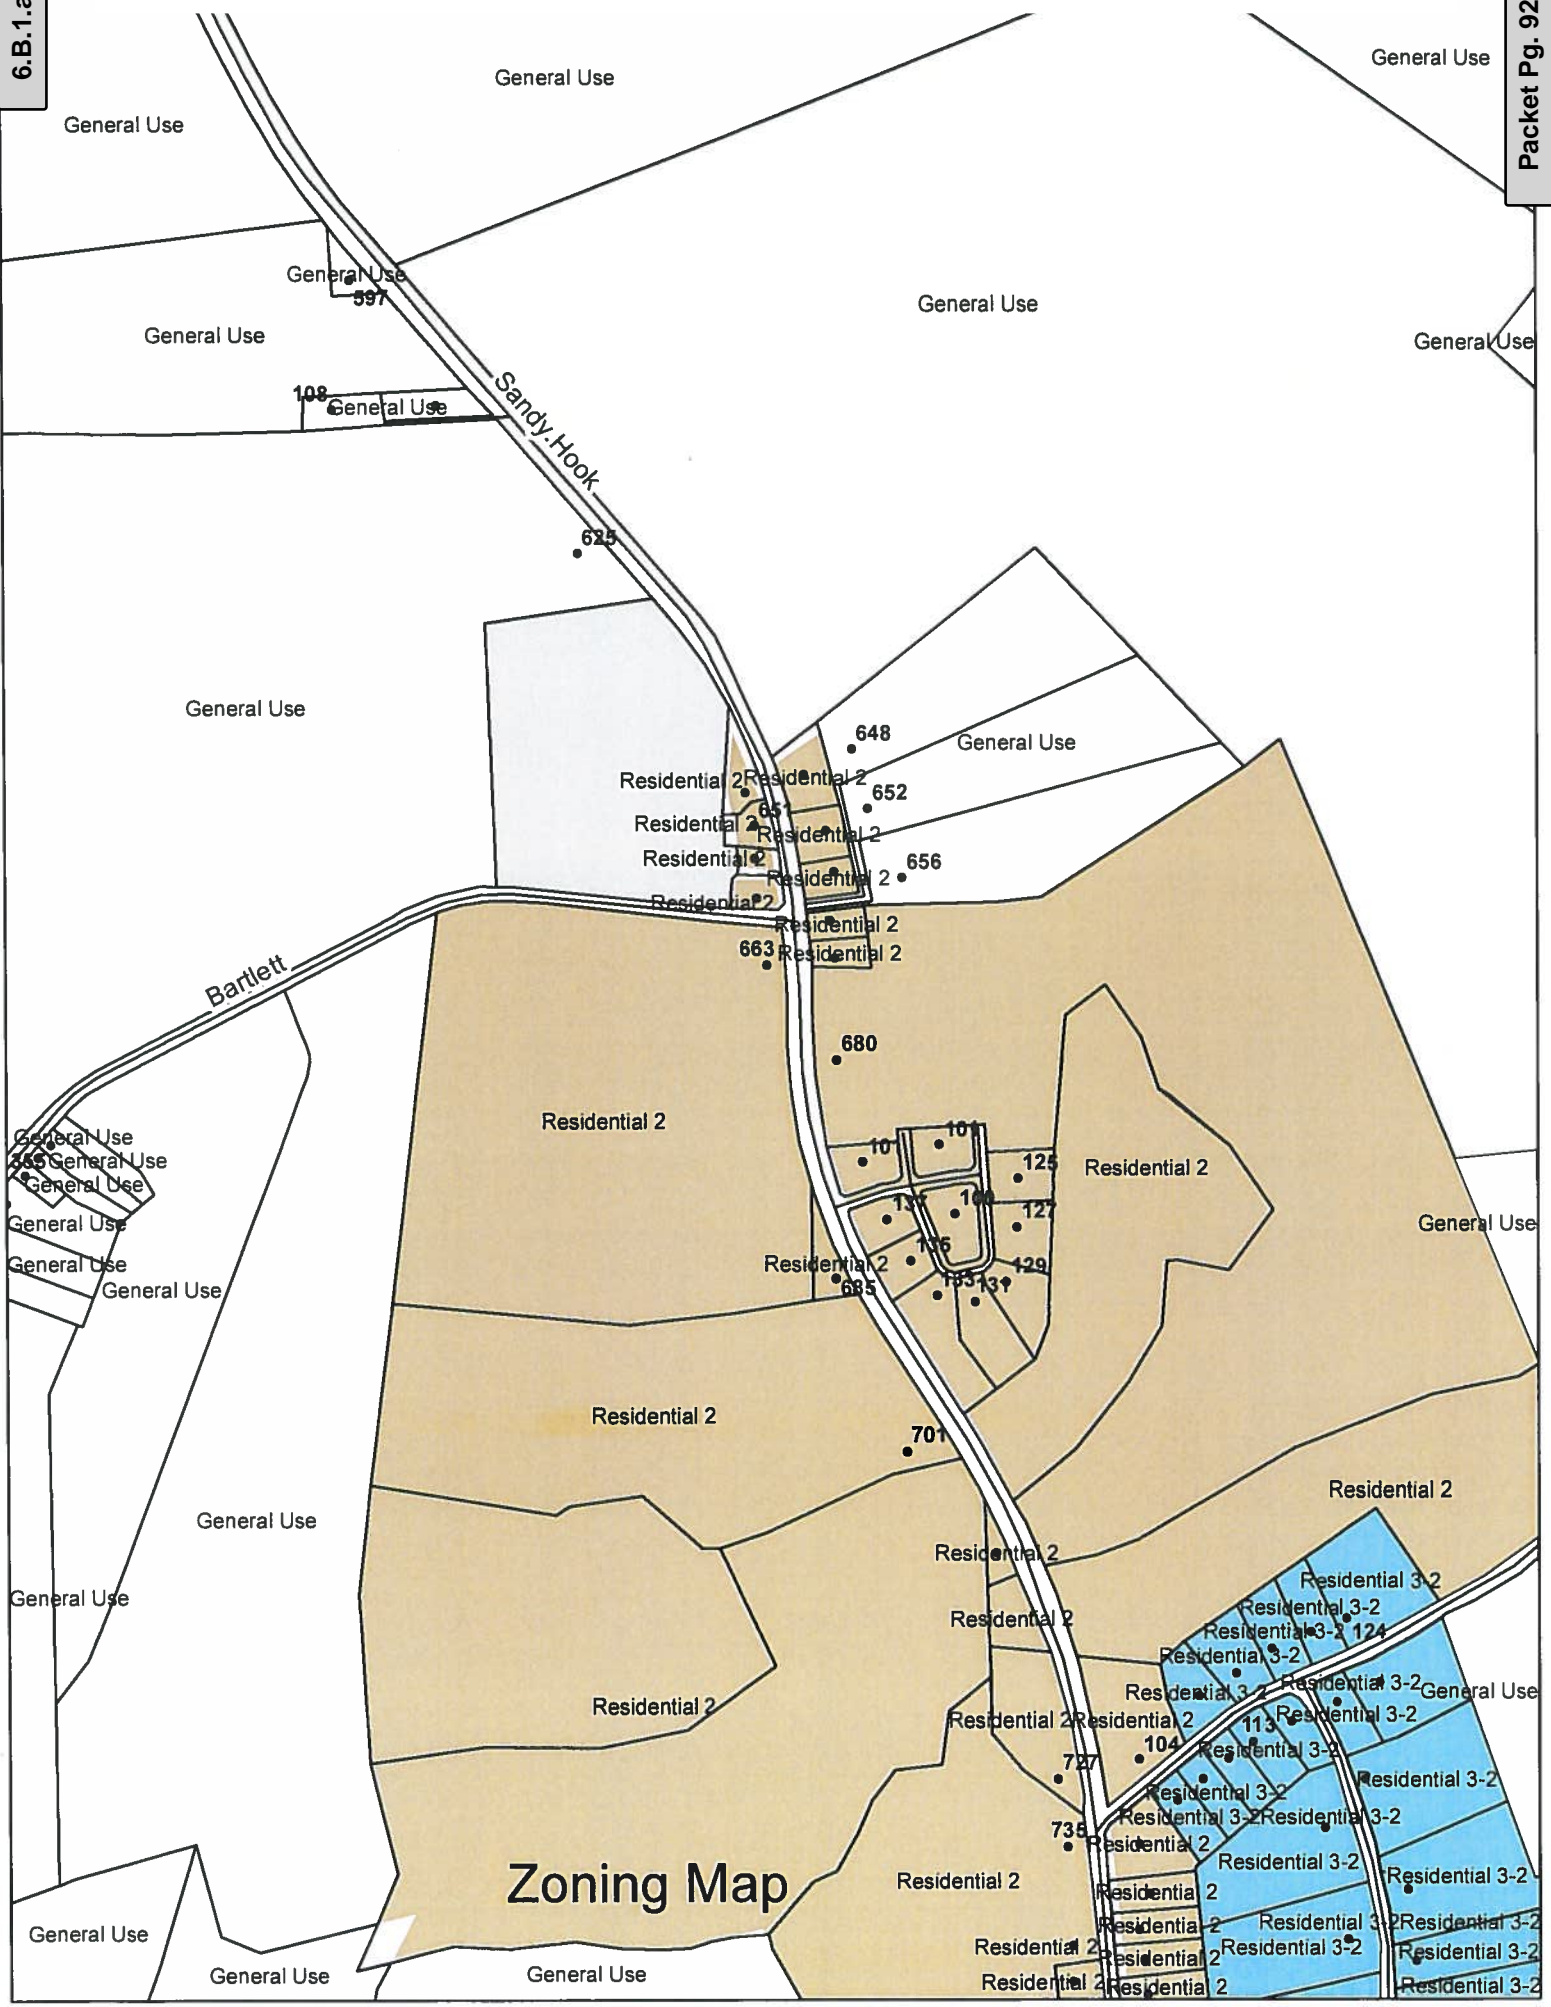 6.B.1.a
Packet Pg. 92
General Use
General Use
General Use
General Use
597
General Use
General Use
General Use
108
General Use
Sandy Hook
625
General Use
648
General Use
Residential 2
Residential 2
652
651
Residential 2
Residential 2
Residential 2
656
Residential 2
Residential 2
Residential 2
663
Residential 2
Bartlett
680
Residential 2
General Use
10
101
355
General Use
125
Residential 2
General Use
137
100
127
General Use
General Use
135
General Use
Residential 2
129
General Use
685
133
131
Residential 2
701
Residential 2
General Use
Residential 2
Residential 3-2
General Use
Residential 3-2
Residential 2
Residential 3-2
124
Residential 3-2
Residential 3-2
Residential 3-2
General Use
Residential 2
Residential 2
Residential 2
Residential 3-2
113
104
Residential 3-2
727
Residential 3-2
Residential 3-2
Residential 3-2
Residential 3-2
735
Residential 2
Residential 3-2
Zoning Map
Residential 2
Residential 2
Residential 3-2
Residential 2
Residential 3-2
Residential 3-2
General Use
Residential 2
Residential 3-2
Residential 3-2
Residential 2
General Use
General Use
Residential 2
Residential 2
Residential 3-2